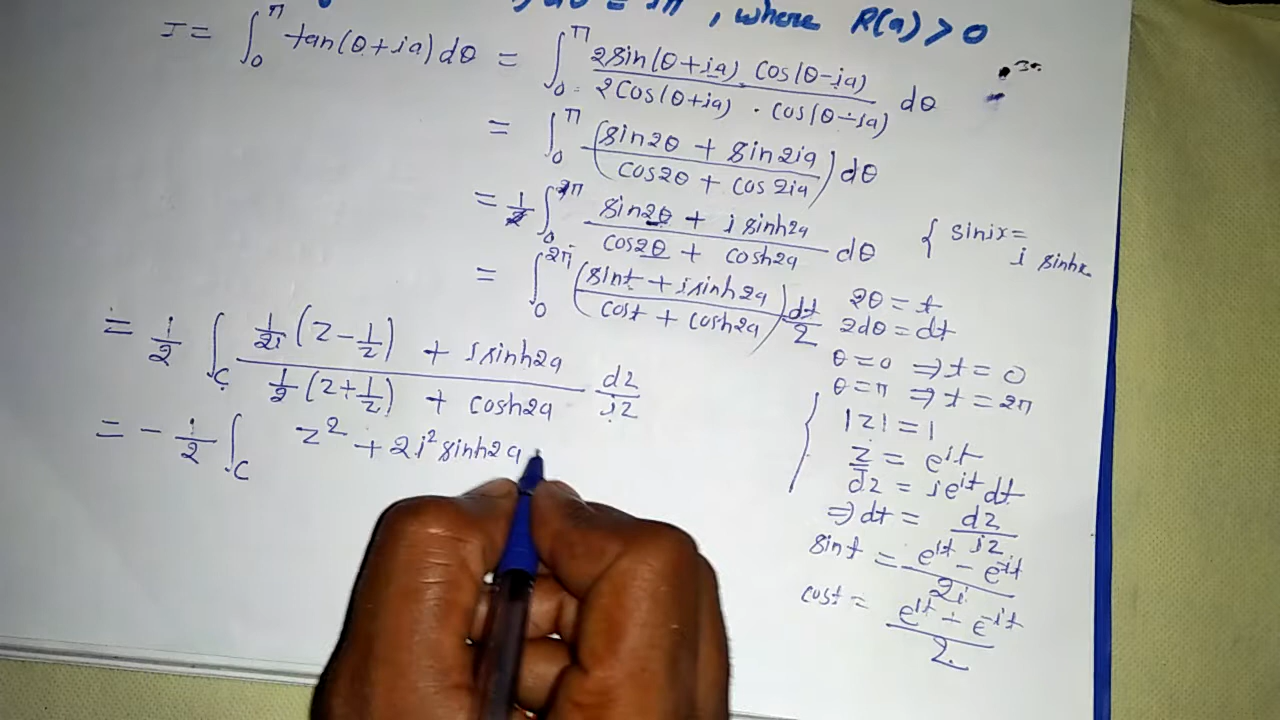 dθ = iπ, where R(a) > 0
I = ∫₀^π tan(θ+ia) dθ = ∫₀^π 2sin(θ+ia) cos(θ-ia) / 2cos(θ+ia) · cos(θ-ia) dθ
= ∫₀^π (sin2θ + sin2ia / cos2θ + cos2ia) dθ
= 1/2 ∫₀^2π sin2θ + i sinh2a / cos2θ + cosh2a dθ { sinix = i sinhx
= ∫₀^2π (sint + i sinh2a / cost + cosh2a) dt/2
2θ = t
2dθ = dt
θ = 0 ⇒ t = 0
θ = π ⇒ t = 2π
|z| = 1
z = e^it
dz = ie^it dt
⇒ dt = dz/iz
sint = e^it - e^-it / 2i
cost = e^it + e^-it / 2
= 1/2 ∫_C 1/2i (z - 1/z) + i sinh2a / 1/2 (z + 1/z) + cosh2a dz/iz
= - 1/2 ∫_C z² + 2i² sinh2a